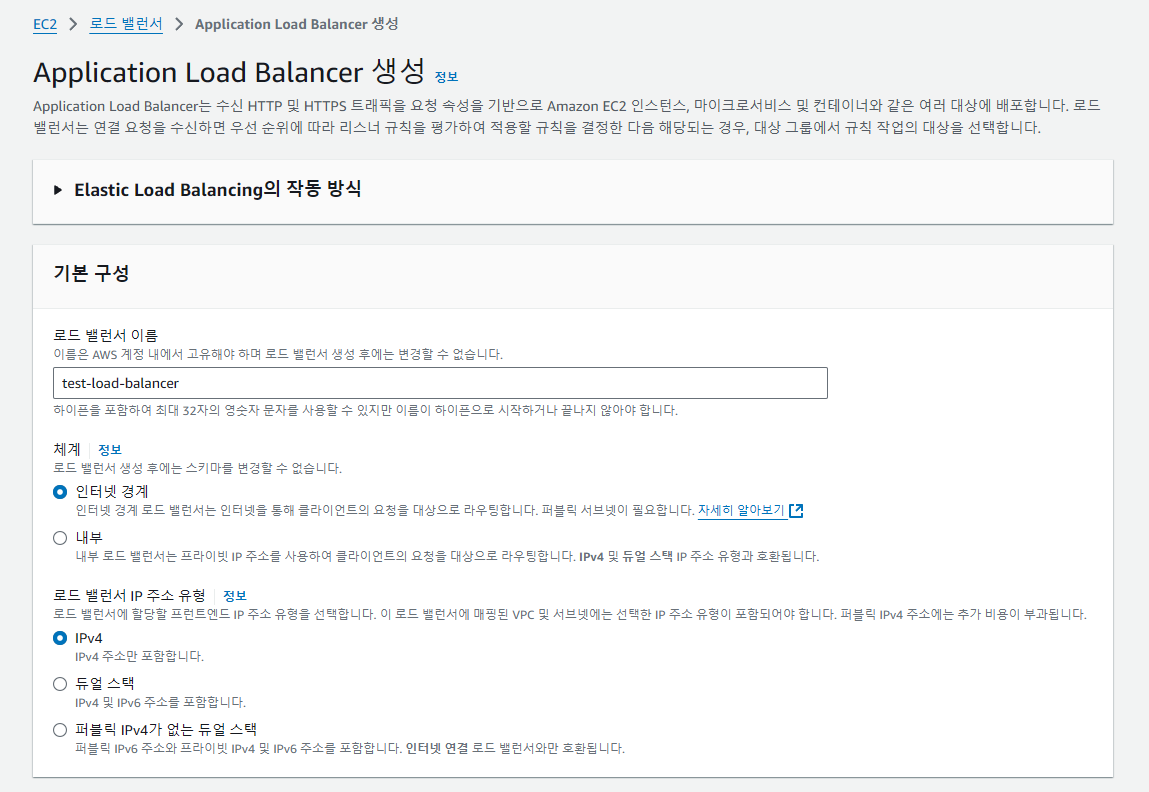 EC2 > 로드 밸런서 > Application Load Balancer 생성
Application Load Balancer 생성 정보
Application Load Balancer는 수신 HTTP 및 HTTPS 트래픽을 요청 속성을 기반으로 Amazon EC2 인스턴스, 마이크로서비스 및 컨테이너와 같은 여러 대상에 배포합니다. 로드
밸런서는 연결 요청을 수신하면 우선 순위에 따라 리스너 규칙을 평가하여 적용할 규칙을 결정한 다음 해당되는 경우, 대상 그룹에서 규칙 작업의 대상을 선택합니다.
Elastic Load Balancing의 작동 방식
기본 구성
로드 밸런서 이름
이름은 AWS 계정 내에서 고유해야 하며 로드 밸런서 생성 후에는 변경할 수 없습니다.
test-load-balancer
하이픈을 포함하여 최대 32자의 영숫자 문자를 사용할 수 있지만 이름이 하이픈으로 시작하거나 끝나지 않아야 합니다.
체계 정보
로드 밸런서 생성 후에는 스키마를 변경할 수 없습니다.
인터넷 경계
인터넷 경계 로드 밸런서는 인터넷을 통해 클라이언트의 요청을 대상으로 라우팅합니다. 퍼블릭 서브넷이 필요합니다. 자세히 알아보기
내부
내부 로드 밸런서는 프라이빗 IP 주소를 사용하여 클라이언트의 요청을 대상으로 라우팅합니다. IPv4 및 듀얼 스택 IP 주소 유형과 호환됩니다.
로드 밸런서 IP 주소 유형 정보
로드 밸런서에 할당할 프런트엔드 IP 주소 유형을 선택합니다. 이 로드 밸런서에 매핑된 VPC 및 서브넷에는 선택한 IP 주소 유형이 포함되어야 합니다. 퍼블릭 IPv4 주소에는 추가 비용이 부과됩니다.
IPv4
IPv4 주소만 포함합니다.
듀얼 스택
IPv4 및 IPv6 주소를 포함합니다.
퍼블릭 IPv4가 없는 듀얼 스택
퍼블릭 IPv6 주소와 프라이빗 IPv4 및 IPv6 주소를 포함합니다. 인터넷 연결 로드 밸런서와만 호환됩니다.